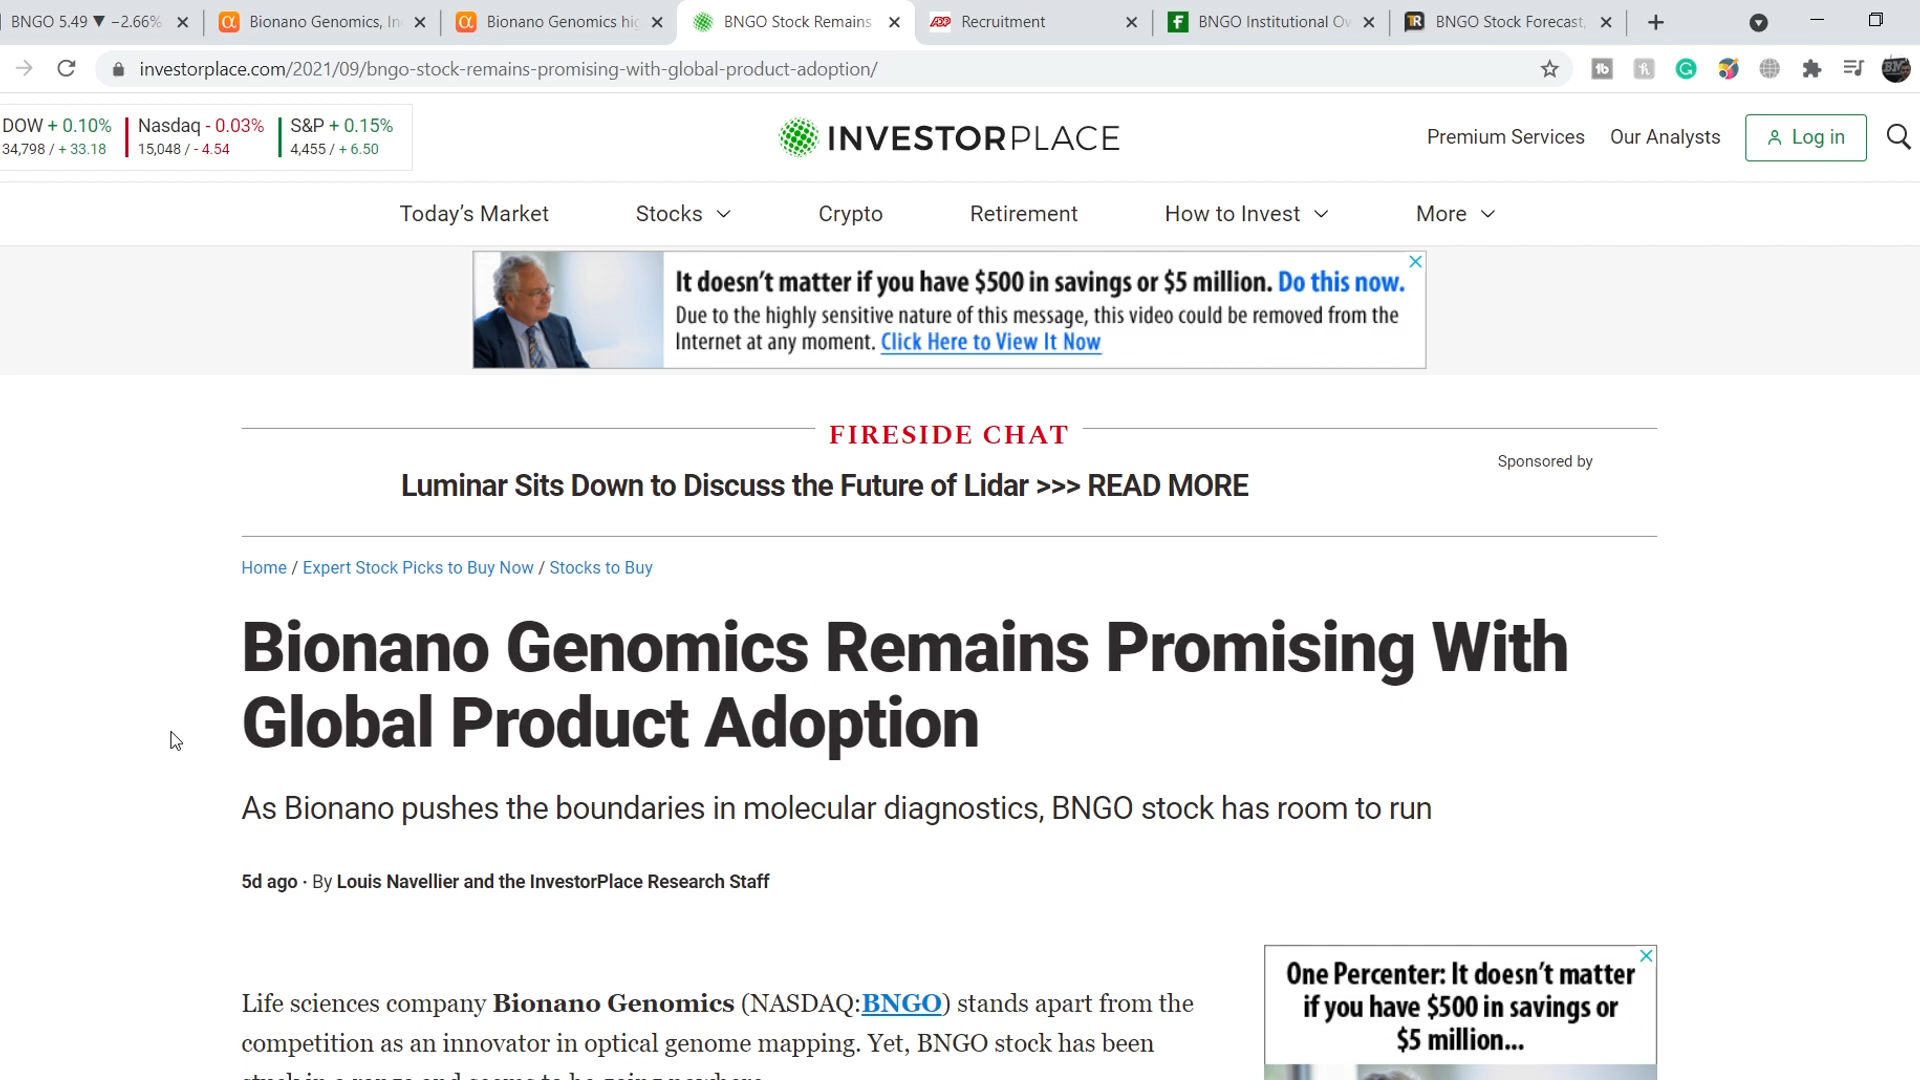 BNGO 5.49 ▼ −2.66%
Bionano Genomics, In
Bionano Genomics hig
BNGO Stock Remains
Recruitment
BNGO Institutional Ow
BNGO Stock Forecast,
investorplace.com/2021/09/bngo-stock-remains-promising-with-global-product-adoption/
DOW + 0.10%
34,798 / + 33.18
Nasdaq - 0.03%
15,048 / - 4.54
S&P + 0.15%
4,455 / + 6.50
INVESTORPLACE
Premium Services
Our Analysts
Log in
Today's Market
Stocks
Crypto
Retirement
How to Invest
More
It doesn't matter if you have $500 in savings or $5 million. Do this now.
Due to the highly sensitive nature of this message, this video could be removed from the
Internet at any moment. Click Here to View It Now
FIRESIDE CHAT
Sponsored by
Luminar Sits Down to Discuss the Future of Lidar >>> READ MORE
Home / Expert Stock Picks to Buy Now / Stocks to Buy
Bionano Genomics Remains Promising With
Global Product Adoption
As Bionano pushes the boundaries in molecular diagnostics, BNGO stock has room to run
5d ago · By Louis Navellier and the InvestorPlace Research Staff
Life sciences company Bionano Genomics (NASDAQ:BNGO) stands apart from the
competition as an innovator in optical genome mapping. Yet, BNGO stock has been
One Percenter: It doesn't matter
if you have $500 in savings or
$5 million...